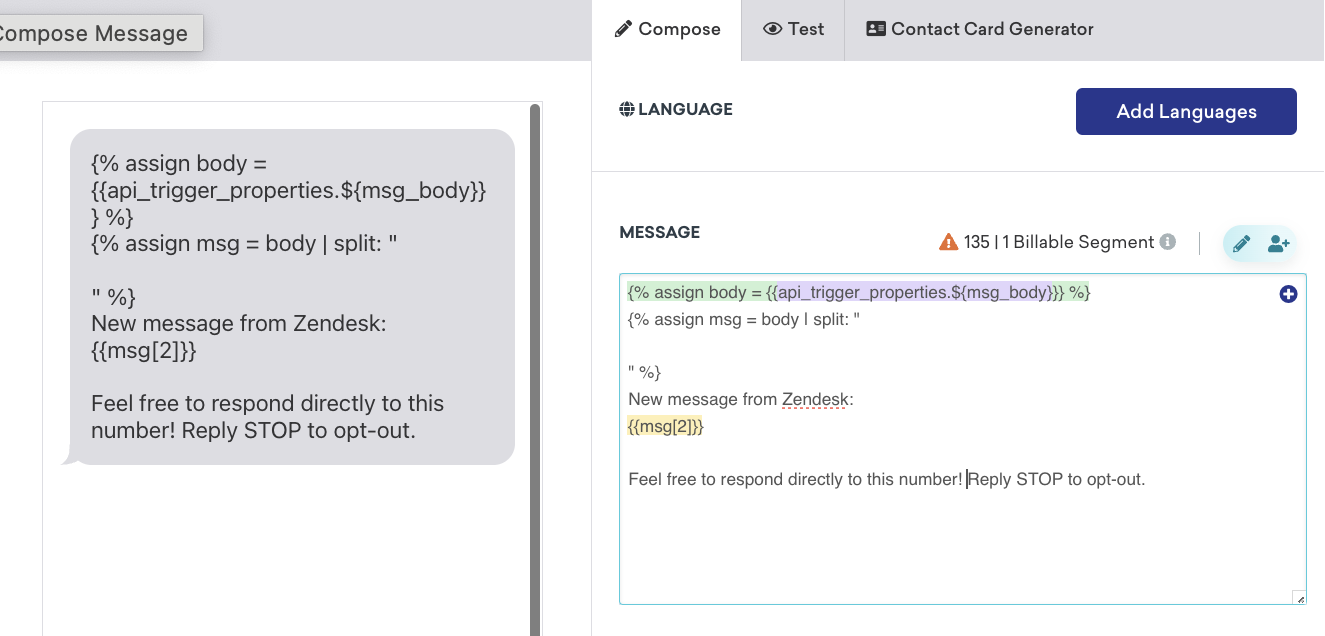 ompose Message
Compose
Test
Contact Card Generator
LANGUAGE
Add Languages
{% assign body =
{{api_trigger_properties.${msg_body}}
} %}
{% assign msg = body | split: "
" %}
New message from Zendesk:
{{msg[2]}}
Feel free to respond directly to this
number! Reply STOP to opt-out.
MESSAGE
135 | 1 Billable Segment
{% assign body = {{api_trigger_properties.${msg_body}}} %}
{% assign msg = body | split: "
" %}
New message from Zendesk:
{{msg[2]}}
Feel free to respond directly to this number! Reply STOP to opt-out.